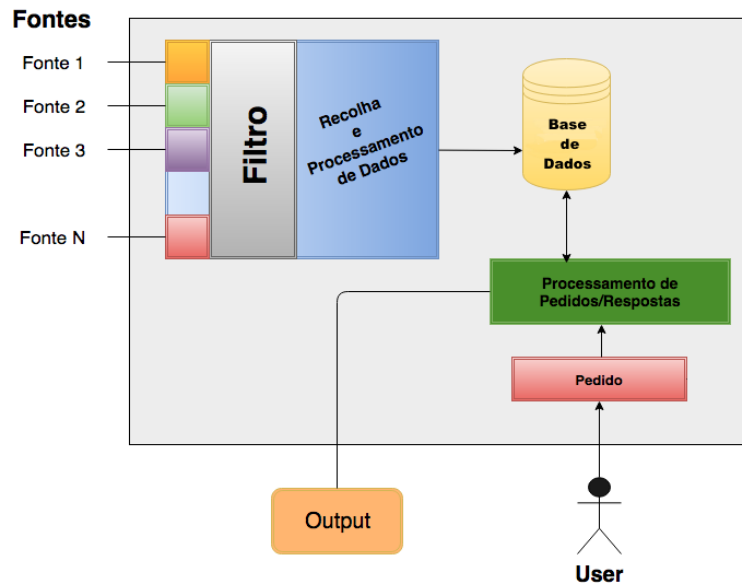 Fontes
Fonte 1
Fonte 2
Fonte 3
Fonte N
Filtro
Recolha
e
Processamento
de Dados
Base
de
Dados
Processamento de
Pedidos/Respostas
Pedido
Output
User